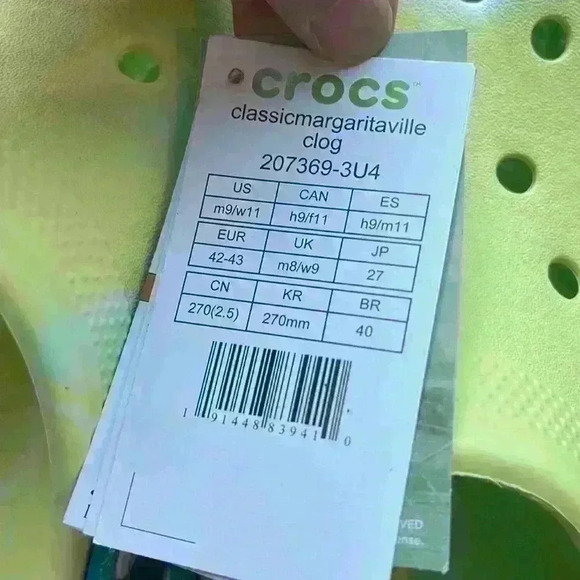 crocs™
classicmargaritaville
clog
207369-3U4
US CAN ES
m9/w11 h9/f11 h9/m11
EUR UK JP
42-43 m8/w9 27
CN KR BR
270(2.5) 270mm 40
1 91448 83941 0
VED
ense.